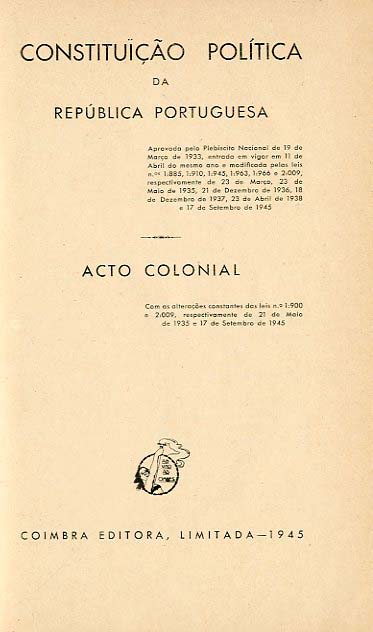 CONSTITUÏÇÃO POLÍTICA
DA
REPÚBLICA PORTUGUESA
Aprovada pelo Plebiscito Nacional de 19 de
Março de 1933, entrada em vigor em 11 de
Abril do mesmo ano e modificada pelas leis
n.os 1:885, 1:910, 1:945, 1:963, 1:966 e 2:009,
respectivamente de 23 de Março, 23 de
Maio de 1935, 21 de Dezembro de 1936, 18
de Dezembro de 1937, 23 de Abril de 1938
e 17 de Setembro de 1945
ACTO COLONIAL
Com as alterações constantes das leis n.º 1:900
e 2:009, respectivamente de 21 de Maio
de 1935 e 17 de Setembro de 1945
COIMBRA EDITORA, LIMITADA—1945